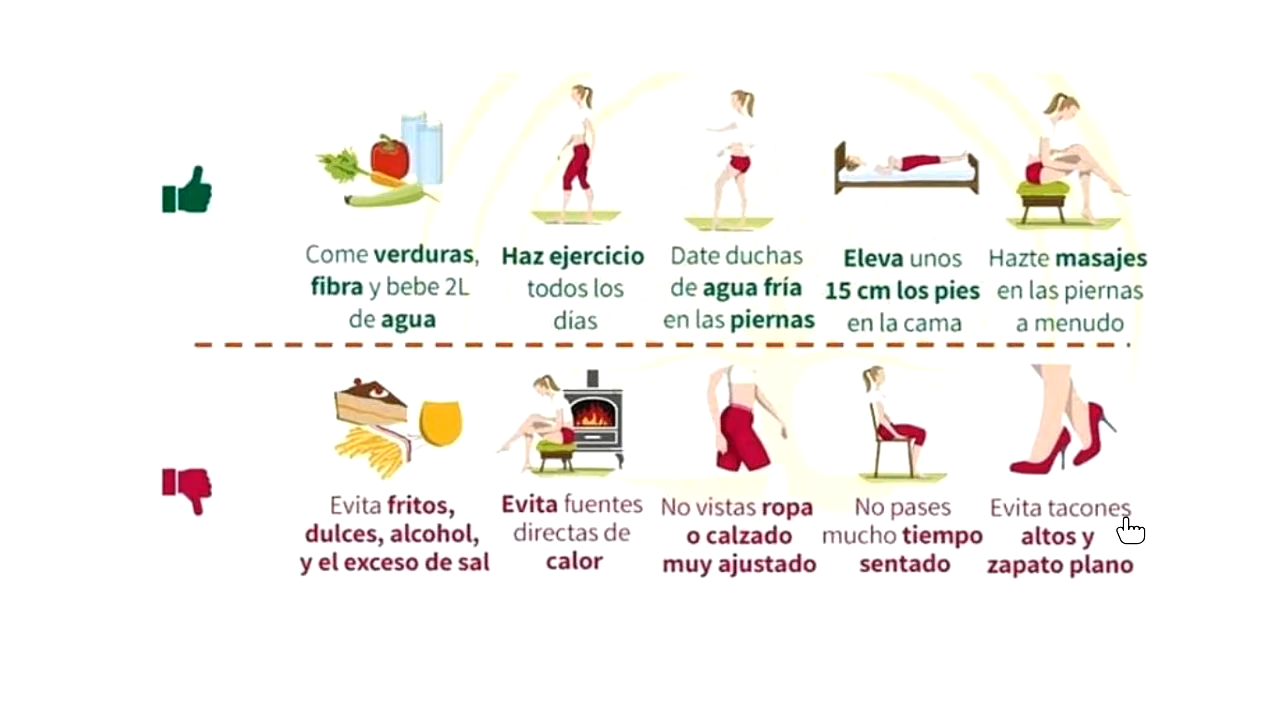 Come verduras,
fibra y bebe 2L
de agua
Haz ejercicio
todos los
días
Date duchas
de agua fría
en las piernas
Eleva unos
15 cm los pies
en la cama
Hazte masajes
en las piernas
a menudo
Evita fritos,
dulces, alcohol,
y el exceso de sal
Evita fuentes
directas de
calor
No vistas ropa
o calzado
muy ajustado
No pases
mucho tiempo
sentado
Evita tacones
altos y
zapato plano